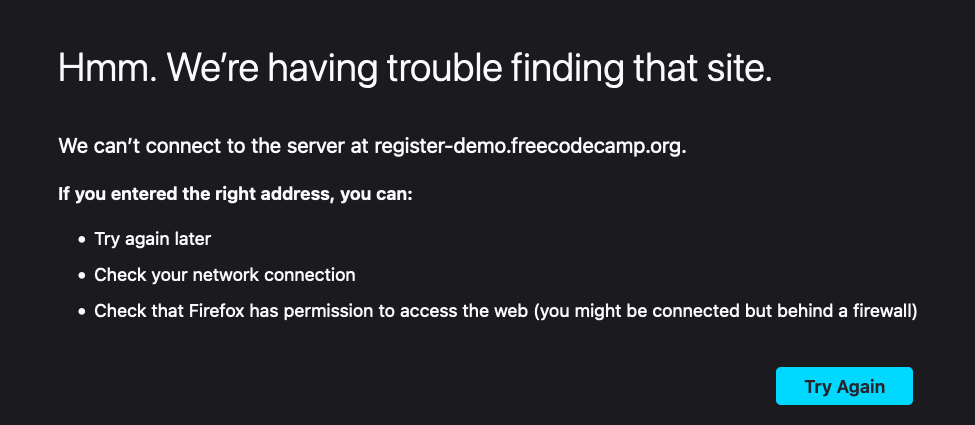 Hmm. We’re having trouble finding that site.
We can’t connect to the server at register-demo.freecodecamp.org.
If you entered the right address, you can:
• Try again later
• Check your network connection
• Check that Firefox has permission to access the web (you might be connected but behind a firewall)
Try Again